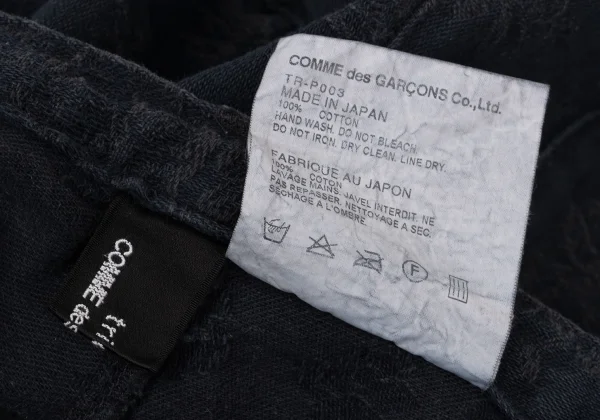 COMME des GARÇONS Co.,Ltd.
TR-P003
MADE IN JAPAN
100% COTTON
HAND WASH. DO NOT BLEACH.
DO NOT IRON. DRY CLEAN. LINE DRY.
FABRIQUE AU JAPON
100% COTON
LAVAGE MAINS. JAVEL INTERDIT. NE
PAS REPASSER. NETTOYAGE A SEC.
SECHAGE A L'OMBRE.
F
tri
COMME des